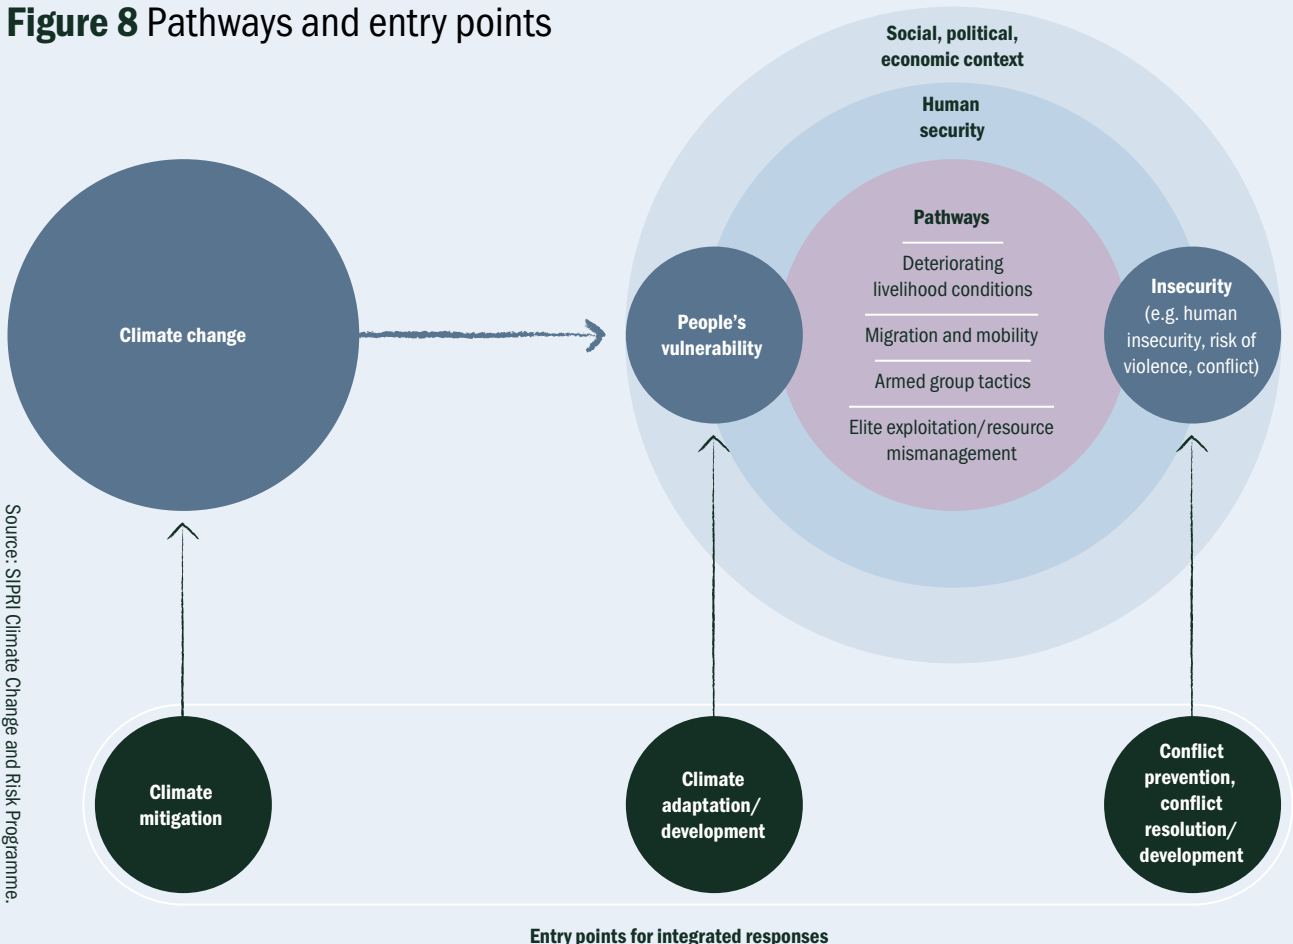 Figure 8 Pathways and entry points
Social, political,
economic context
Human
security
Climate change
People's
vulnerability
Pathways
Deteriorating
livelihood conditions
Migration and mobility
Armed group tactics
Elite exploitation/resource
mismanagement
Insecurity
(e.g. human
insecurity, risk of
violence, conflict)
Climate
mitigation
Climate
adaptation/
development
Conflict
prevention,
conflict
resolution/
development
Entry points for integrated responses
Source: SIPRI Climate Change and Risk Programme.